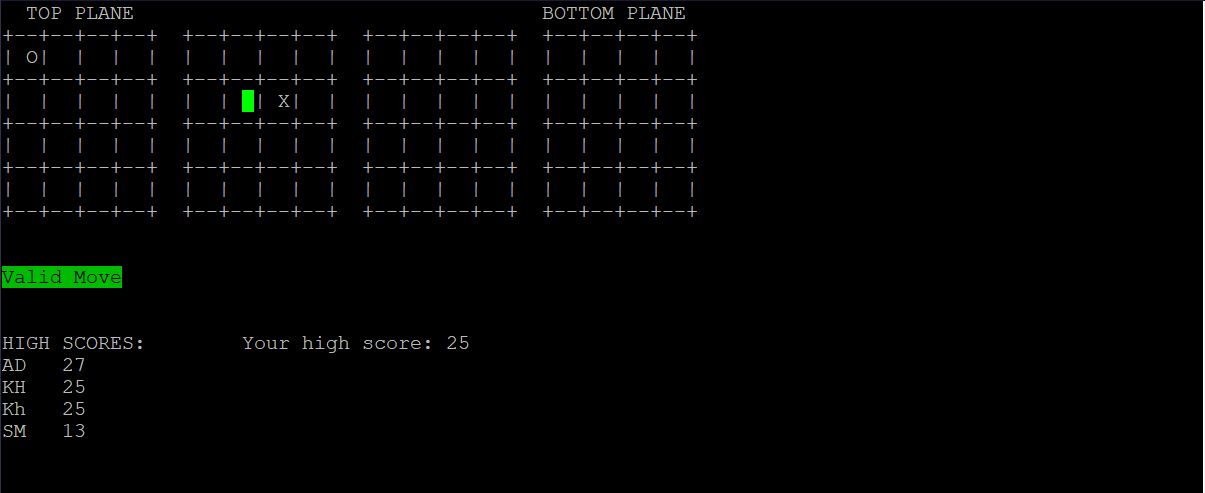 TOP PLANE BOTTOM PLANE
+--+--+--+--+  +--+--+--+--+  +--+--+--+--+  +--+--+--+--+
| O|  |  |  |  |  |  |  |  |  |  |  |  |  |  |  |  |  |  |
+--+--+--+--+  +--+--+--+--+  +--+--+--+--+  +--+--+--+--+
|  |  |  |  |  |  |  | X|  |  |  |  |  |  |  |  |  |  |  |
+--+--+--+--+  +--+--+--+--+  +--+--+--+--+  +--+--+--+--+
|  |  |  |  |  |  |  |  |  |  |  |  |  |  |  |  |  |  |  |
+--+--+--+--+  +--+--+--+--+  +--+--+--+--+  +--+--+--+--+
|  |  |  |  |  |  |  |  |  |  |  |  |  |  |  |  |  |  |  |
+--+--+--+--+  +--+--+--+--+  +--+--+--+--+  +--+--+--+--+
Valid Move
HIGH SCORES: Your high score: 25
AD 27
KH 25
Kh 25
SM 13